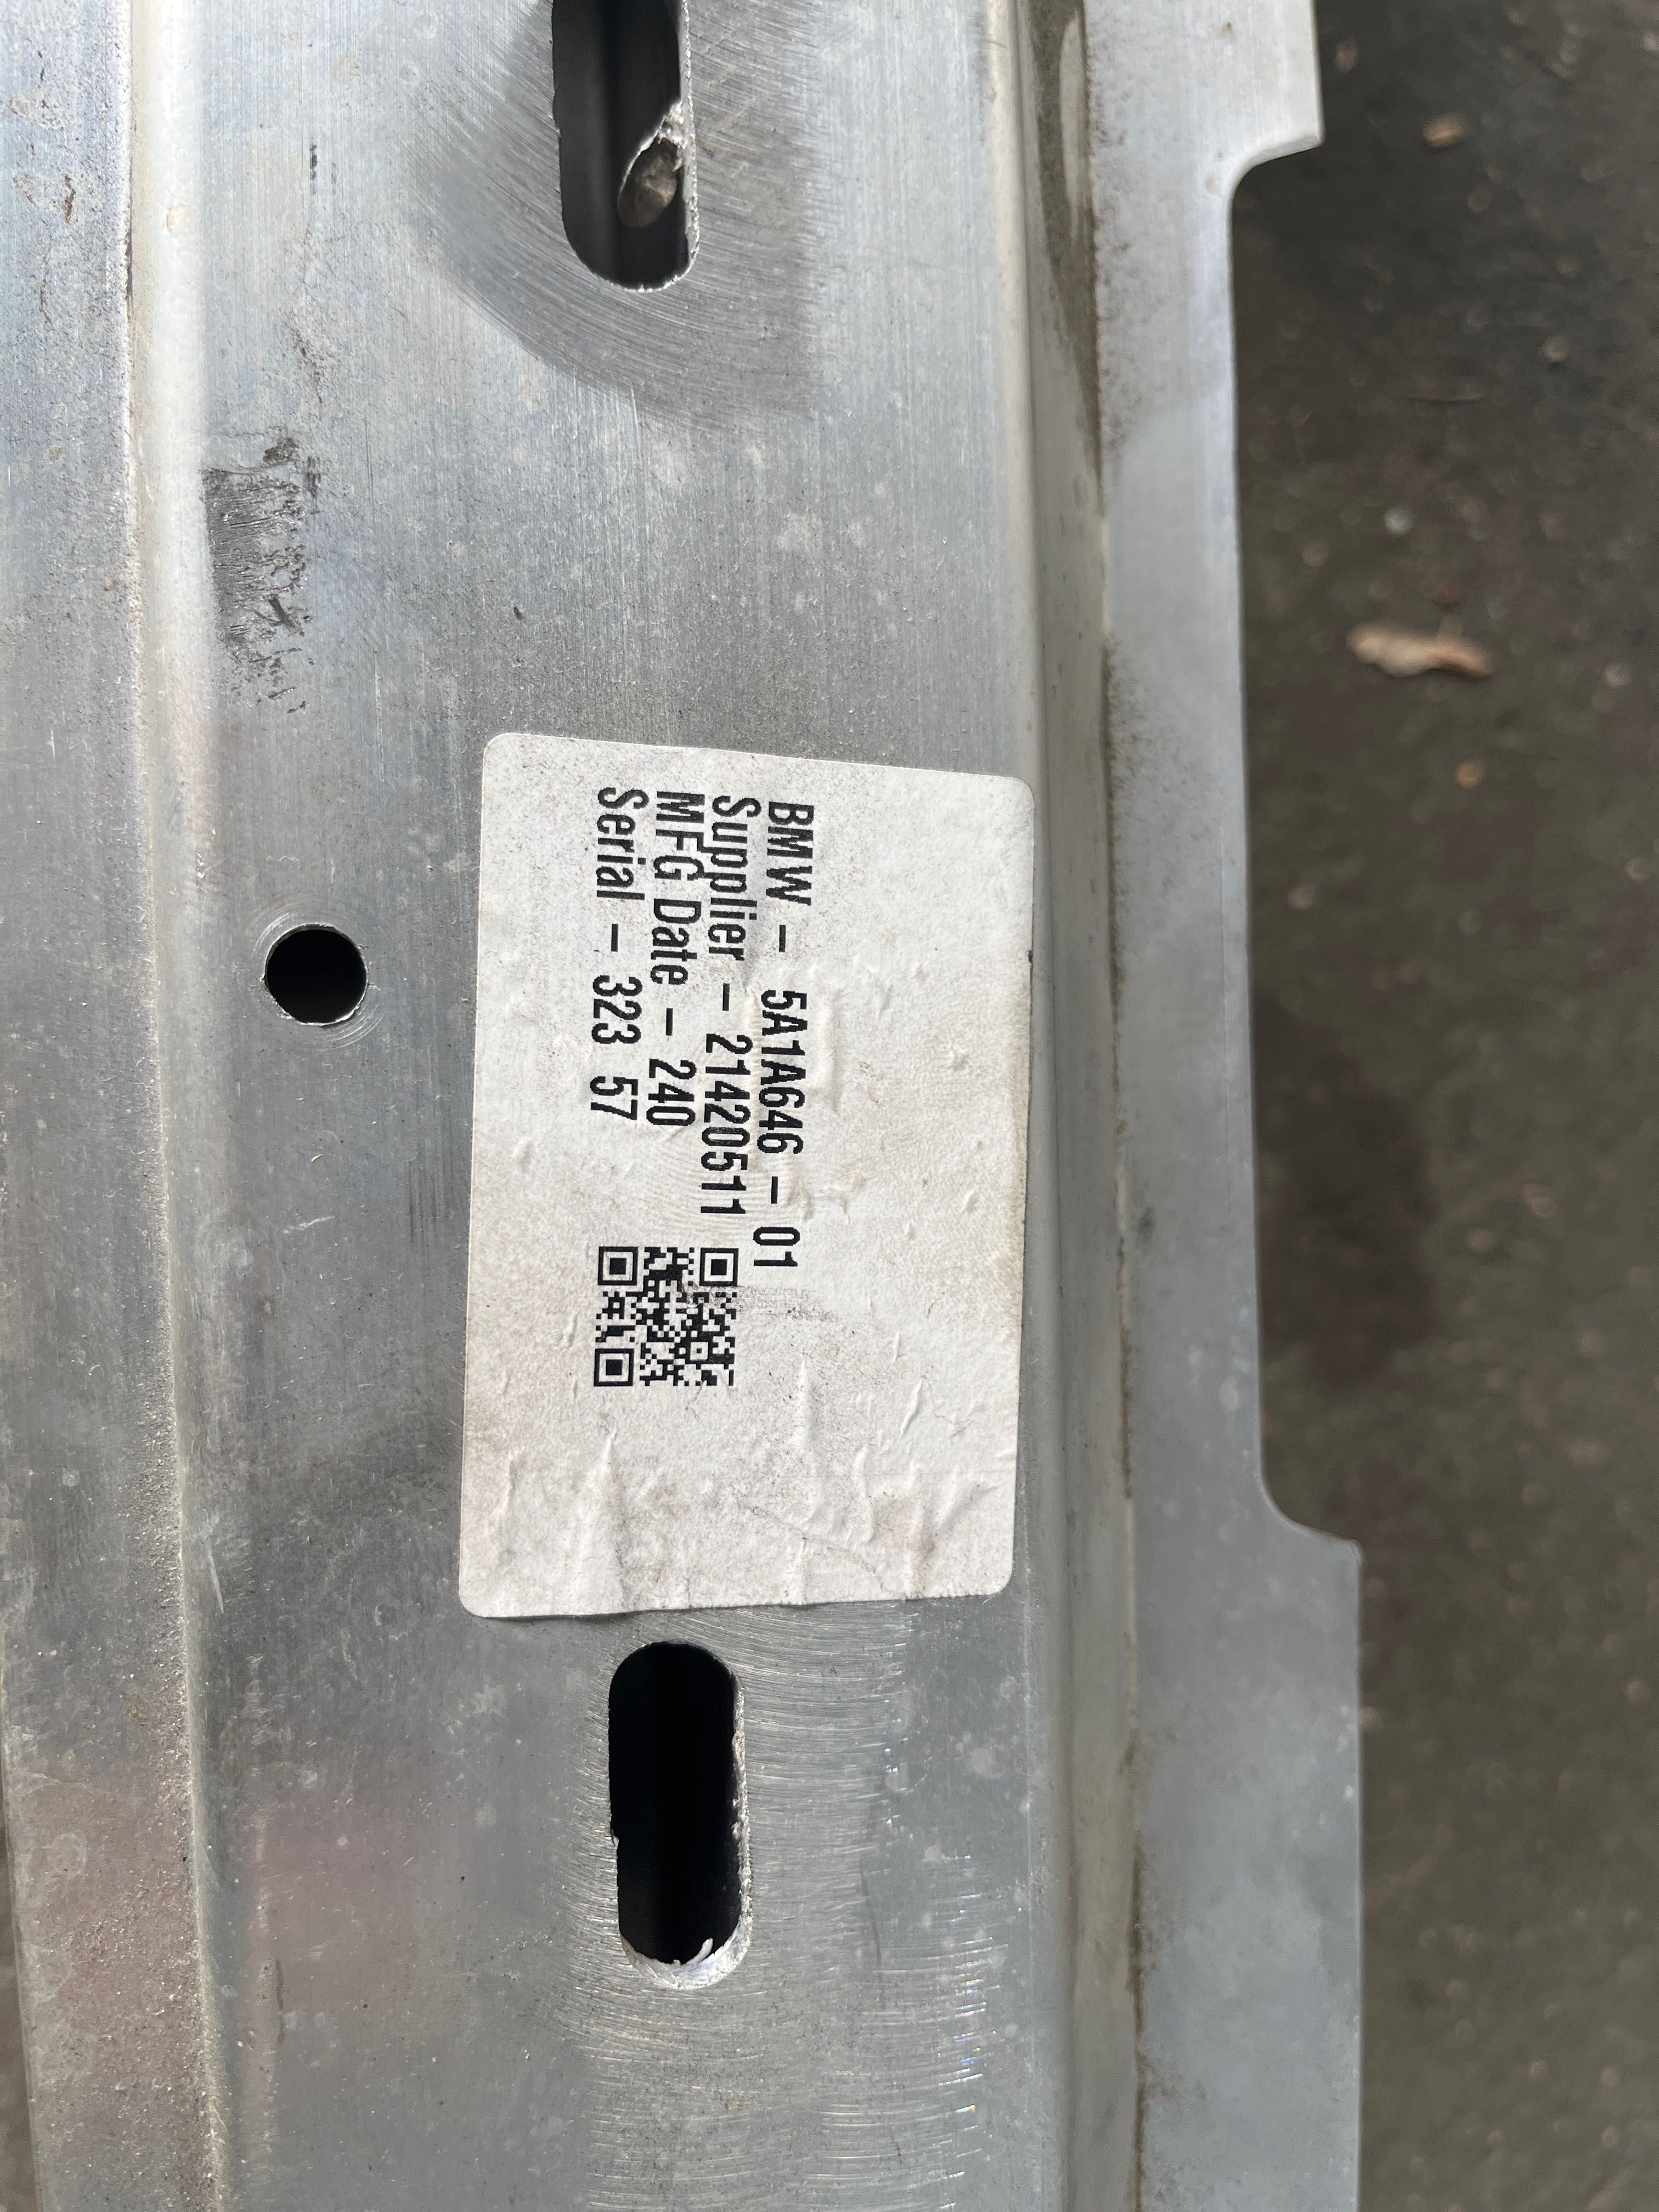 BMW - 5A1A646 - 01
Supplier - 21420511
MFG Date - 240
Serial - 323 57